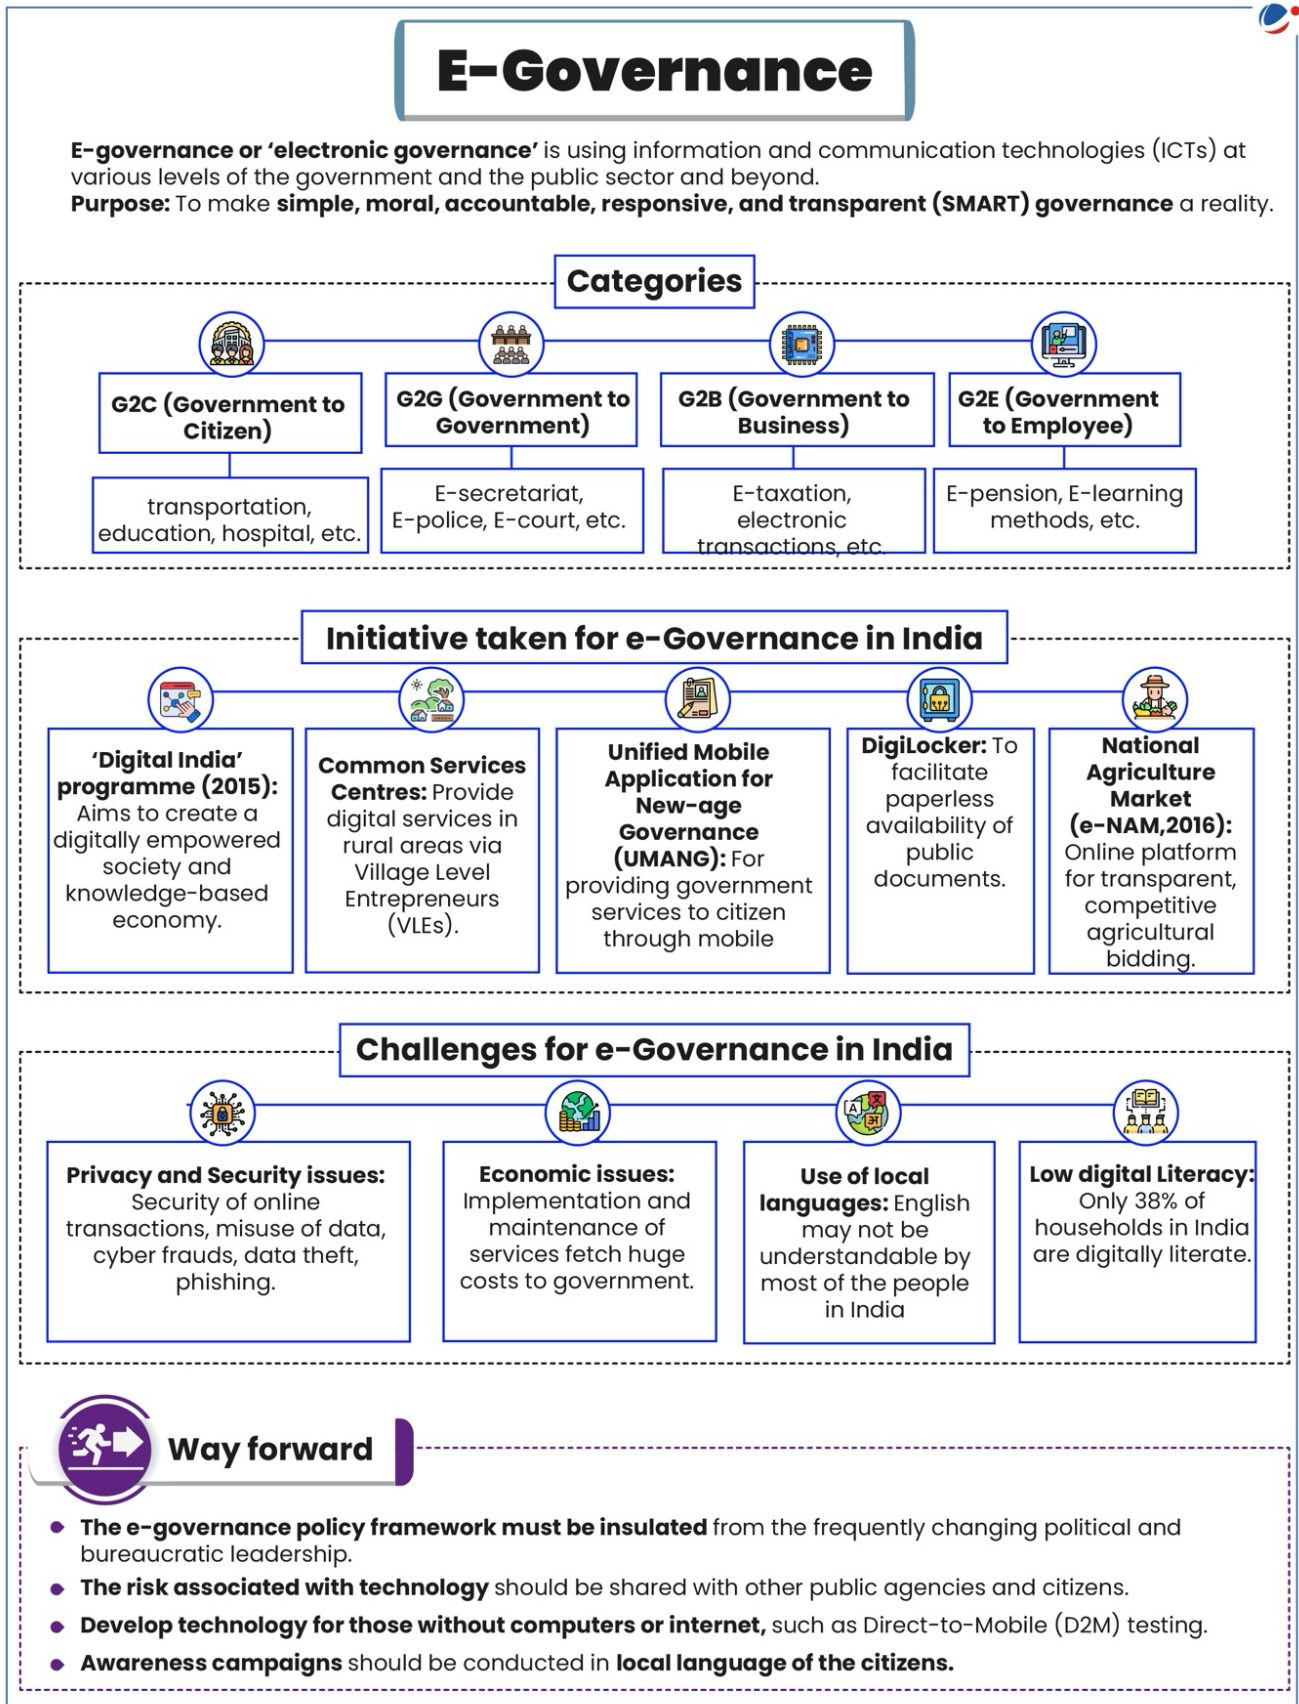 E-Governance
E-governance or ‘electronic governance’ is using information and communication technologies (ICTs) at
various levels of the government and the public sector and beyond.
Purpose: To make simple, moral, accountable, responsive, and transparent (SMART) governance a reality.
Categories
G2C (Government to
Citizen)
transportation,
education, hospital, etc.
G2G (Government to
Government)
E-secretariat,
E-police, E-court, etc.
G2B (Government to
Business)
E-taxation,
electronic
transactions, etc.
G2E (Government
to Employee)
E-pension, E-learning
methods, etc.
Initiative taken for e-Governance in India
‘Digital India’
programme (2015):
Aims to create a
digitally empowered
society and
knowledge-based
economy.
Common Services
Centres: Provide
digital services in
rural areas via
Village Level
Entrepreneurs
(VLEs).
Unified Mobile
Application for
New-age
Governance
(UMANG): For
providing government
services to citizen
through mobile
DigiLocker: To
facilitate
paperless
availability of
public
documents.
National
Agriculture
Market
(e-NAM,2016):
Online platform
for transparent,
competitive
agricultural
bidding.
Challenges for e-Governance in India
A
文
अ
Privacy and Security issues:
Security of online
transactions, misuse of data,
cyber frauds, data theft,
phishing.
Economic issues:
Implementation and
maintenance of
services fetch huge
costs to government.
Use of local
languages: English
may not be
understandable by
most of the people
in India
Low digital Literacy:
Only 38% of
households in India
are digitally literate.
Way forward
The e-governance policy framework must be insulated from the frequently changing political and
bureaucratic leadership.
The risk associated with technology should be shared with other public agencies and citizens.
Develop technology for those without computers or internet, such as Direct-to-Mobile (D2M) testing.
Awareness campaigns should be conducted in local language of the citizens.